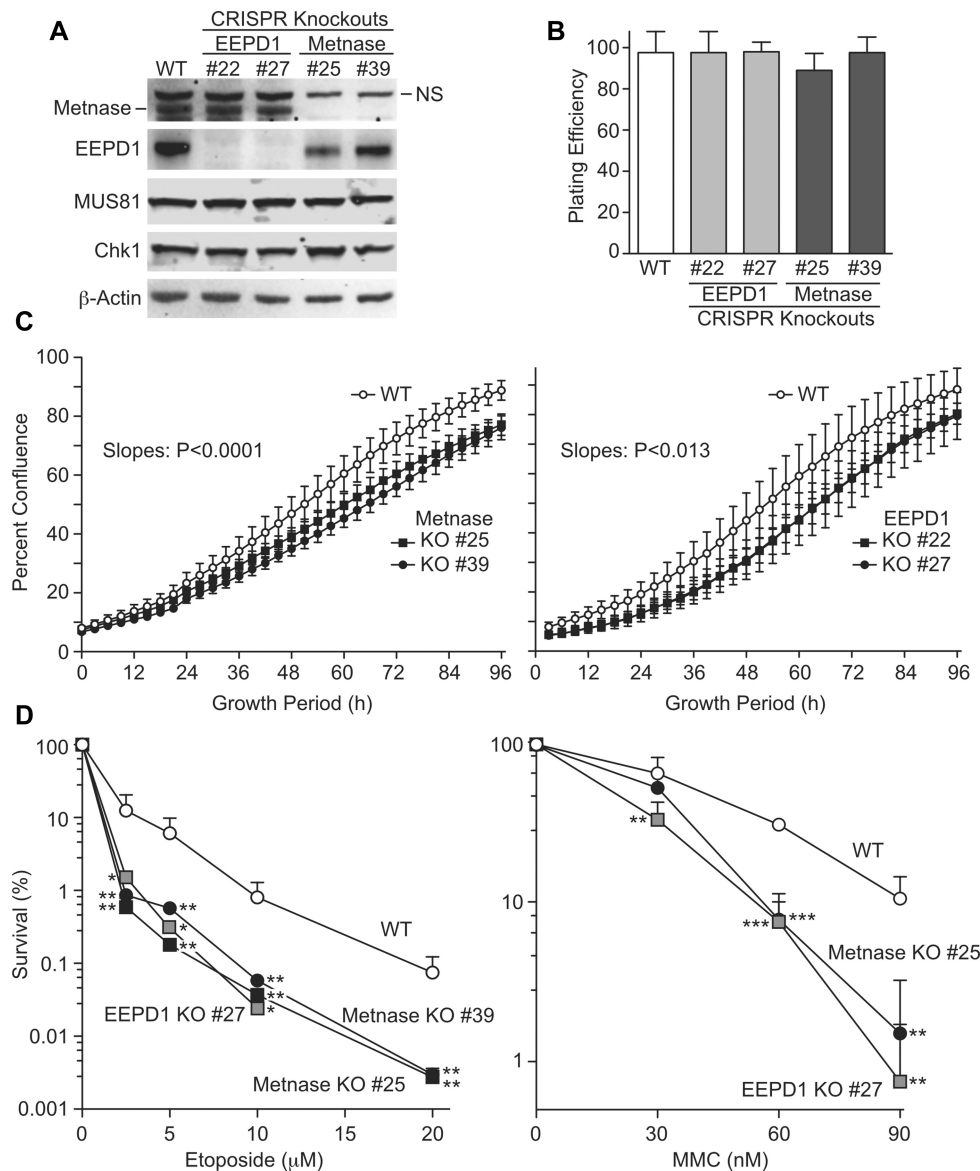 A
CRISPR Knockouts
EEPD1 Metnase
WT #22 #27 #25 #39
NS
Metnase
EEPD1
MUS81
Chk1
β-Actin
B
Plating Efficiency
100
80
60
40
20
0
WT #22 #27 #25 #39
EEPD1 Metnase
CRISPR Knockouts
C
Percent Confluence
100
80
60
40
20
0
WT
Slopes: P<0.0001
Metnase
KO #25
KO #39
0 12 24 36 48 60 72 84 96
Growth Period (h)
WT
Slopes: P<0.013
EEPD1
KO #22
KO #27
0 12 24 36 48 60 72 84 96
Growth Period (h)
D
Survival (%)
100
10
1
0.1
0.01
0.001
WT
*
**
**
**
*
**
**
**
*
EEPD1 KO #27
Metnase KO #39
Metnase KO #25
**
**
0 5 10 20
Etoposide (μM)
100
10
1
WT
**
*** ***
Metnase KO #25
**
EEPD1 KO #27 **
0 30 60 90
MMC (nM)